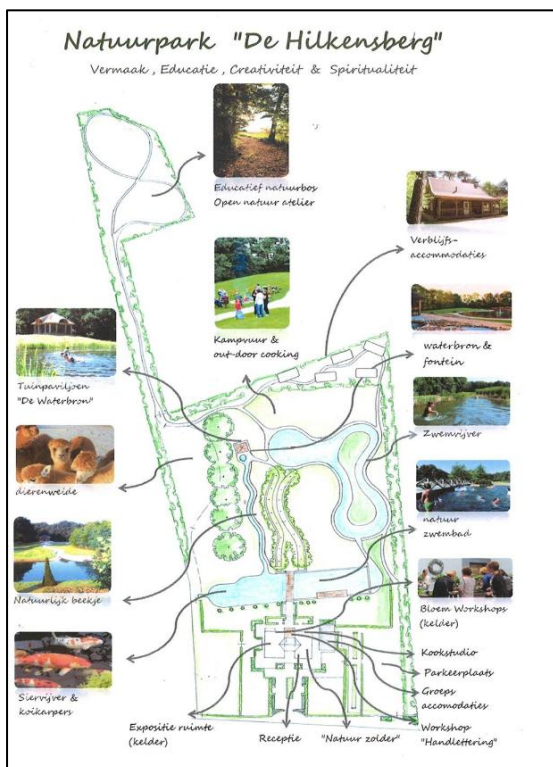 Natuurpark "De Hilkensberg"
Vermaak, Educatie, Creativiteit & Spiritualiteit
Educatief natuurbos
Open natuur atelier
Verblijfs-
accommodaties
Kampvuur &
out door cooking
waterbron &
fontein
Tuinpaviljoen
"De Waterbron"
Zwemvijver
dierenweide
natuur
zwembad
Natuurlijk beekje
Bloem Workshops
(kelder)
Kookstudio
Parkeerplaats
Groeps
accomodaties
Siervijver &
koikarpers
Expositie ruimte
(kelder)
Receptie
"Natuur zolder"
Workshop
"Handlettering"